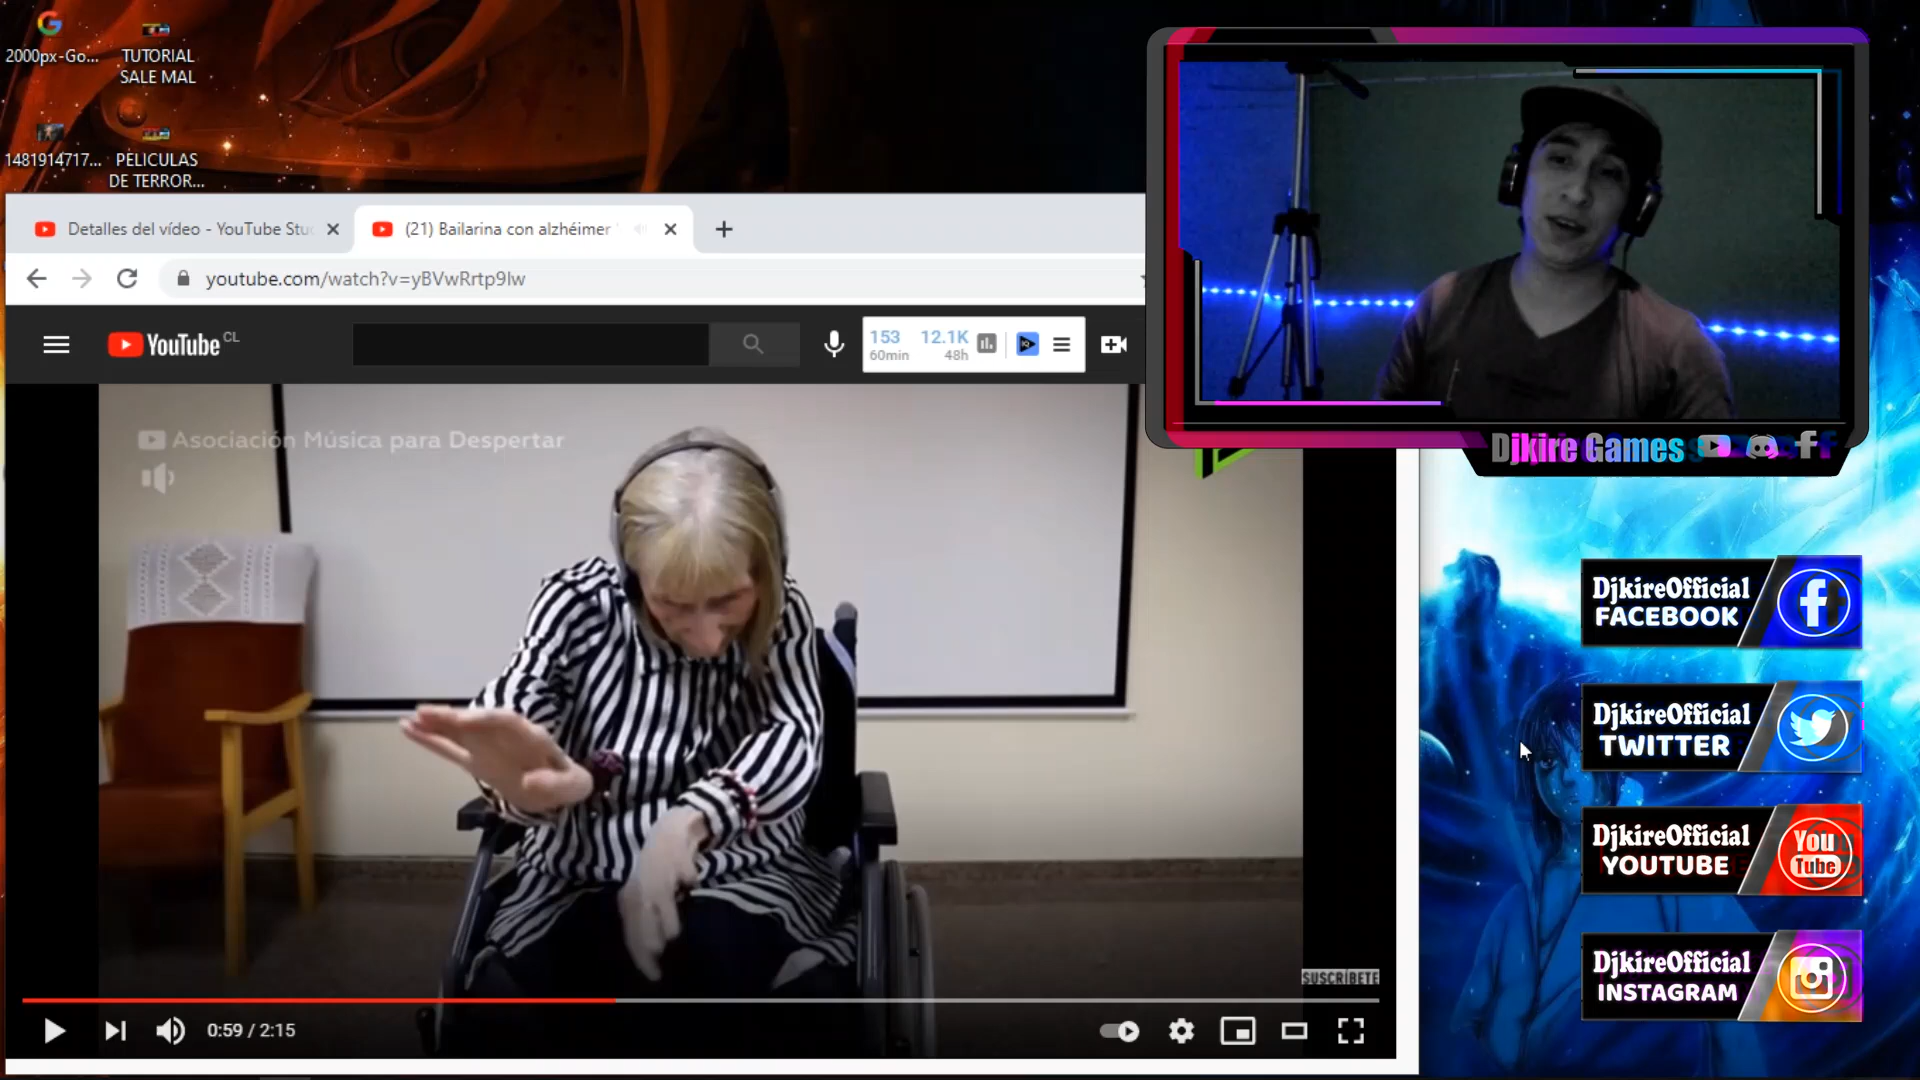 2000px-Go...
TUTORIAL
SALE MAL
1481914717...
PELICULAS
DE TERROR...
Detalles del vídeo - YouTube Stu
(21) Bailarina con alzhéimer
youtube.com/watch?v=yBVwRrtp9lw
YouTube CL
153
60min
12.1K
48h
Asociación Música para Despertar
SUSCRÍBETE
0:59 / 2:15
Djkire Games
DjkireOfficial
FACEBOOK
DjkireOfficial
TWITTER
DjkireOfficial
YOUTUBE
You
Tube
DjkireOfficial
INSTAGRAM